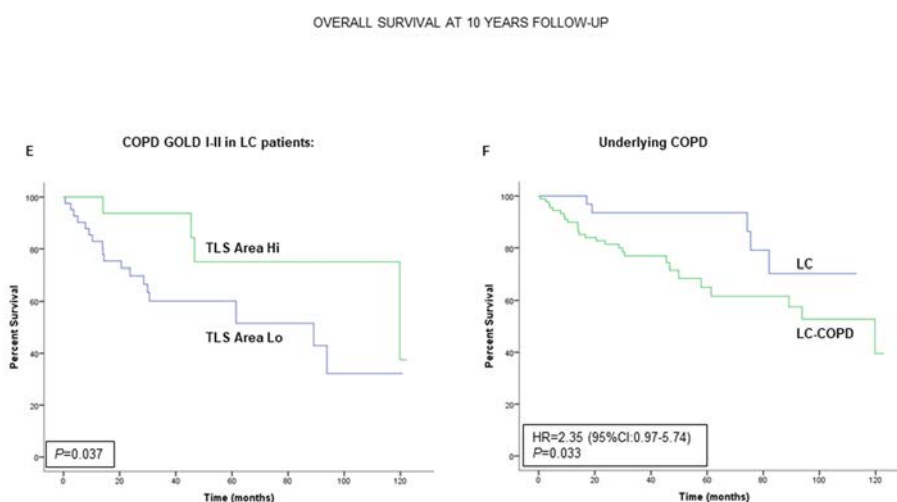 OVERALL SURVIVAL AT 10 YEARS FOLLOW-UP
E
COPD GOLD I-II in LC patients:
Percent Survival
100
80
60
40
20
0
TLS Area Hi
TLS Area Lo
P=0.037
0 20 40 60 80 100 120
Time (months)
F
Underlying COPD
Percent Survival
100
80
60
40
20
0
LC
LC-COPD
HR=2.35 (95%CI:0.97-5.74)
P=0.033
0 20 40 60 80 100 120
Time (months)